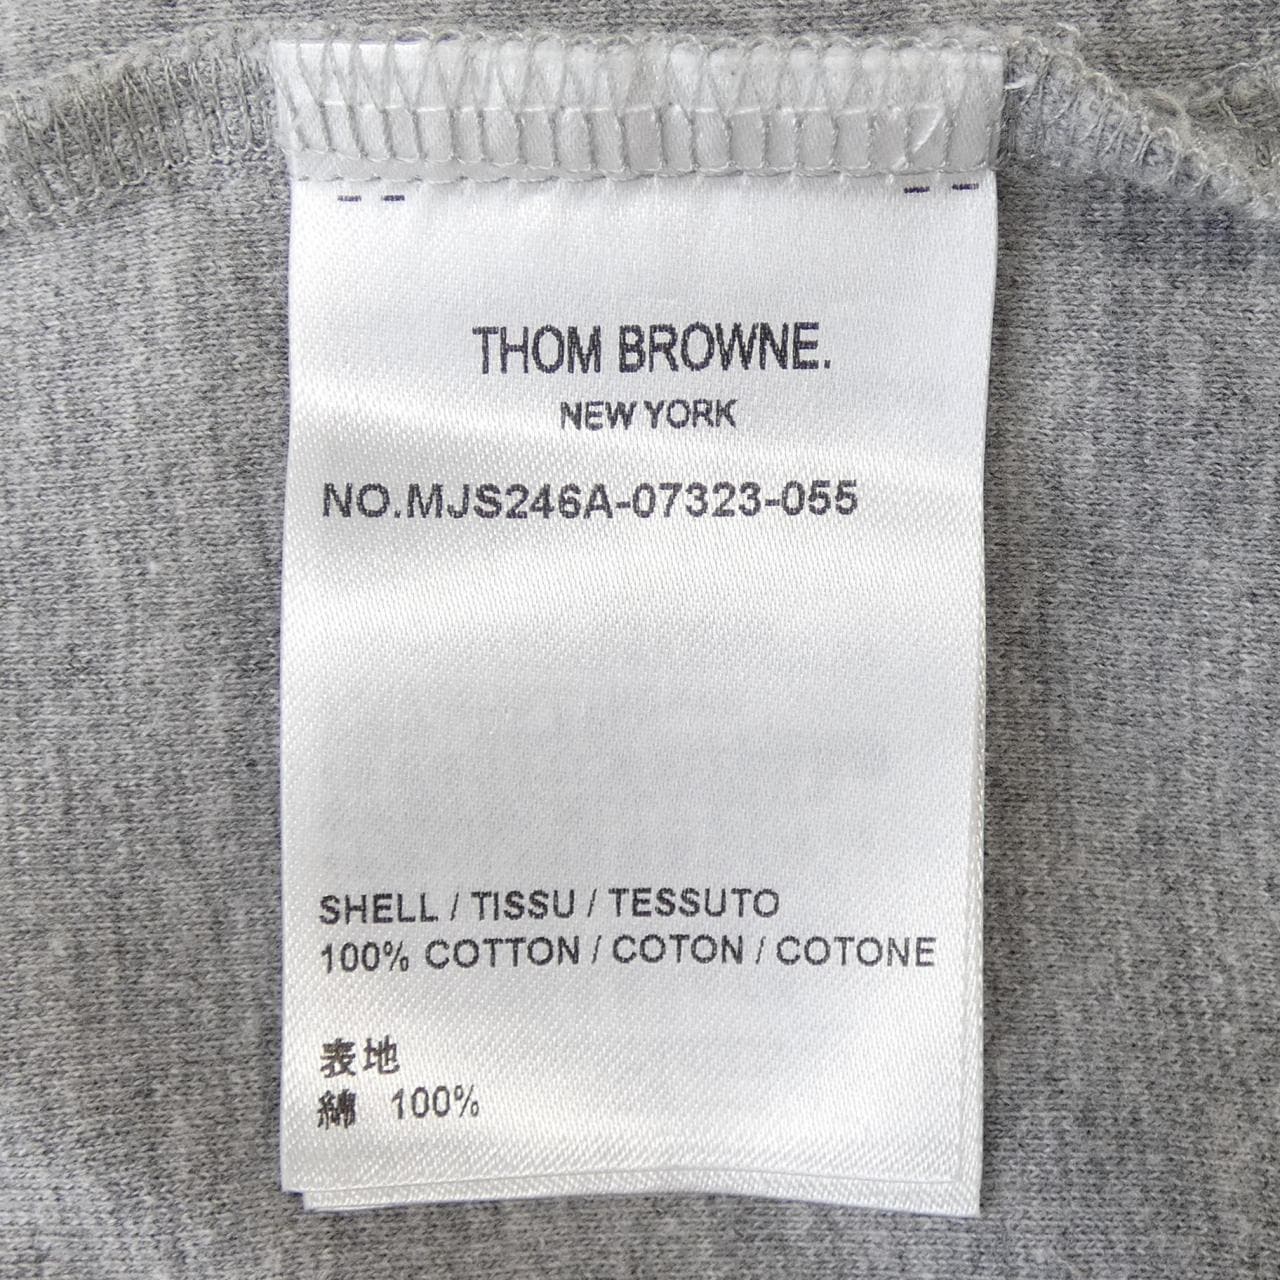 THOM BROWNE.
NEW YORK
NO.MJS246A-07323-055
SHELL / TISSU / TESSUTO
100% COTTON / COTON / COTONE
表地
綿 100%